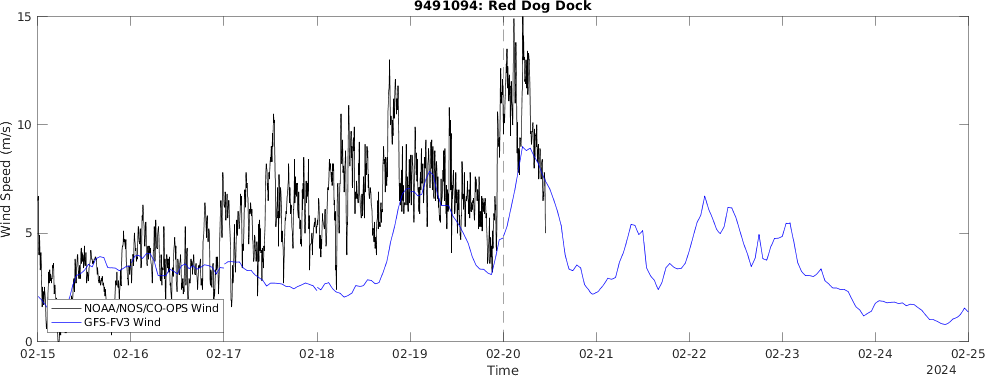 9491094: Red Dog Dock
Wind Speed (m/s)
15
10
5
0
NOAA/NOS/CO-OPS Wind
GFS-FV3 Wind
02-15 02-16 02-17 02-18 02-19 02-20 02-21 02-22 02-23 02-24 02-25
Time
2024